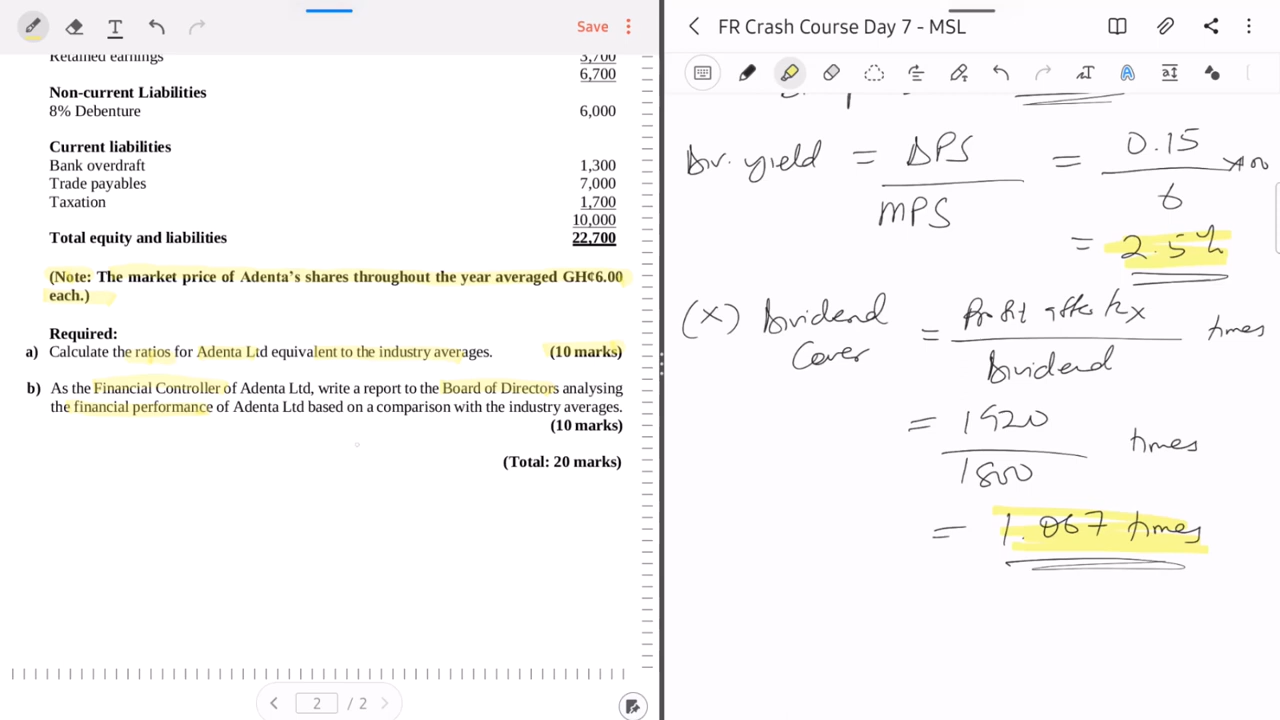 Save
Retained earnings 3,700
6,700
Non-current Liabilities
8% Debenture 6,000
Current liabilities
Bank overdraft 1,300
Trade payables 7,000
Taxation 1,700
10,000
Total equity and liabilities 22,700
(Note: The market price of Adenta's shares throughout the year averaged GH¢6.00
each.)
Required:
a) Calculate the ratios for Adenta Ltd equivalent to the industry averages. (10 marks)
b) As the Financial Controller of Adenta Ltd, write a report to the Board of Directors analysing
the financial performance of Adenta Ltd based on a comparison with the industry averages.
(10 marks)
(Total: 20 marks)
2 / 2
FR Crash Course Day 7 - MSL
Div. yield = DPS = 0.15 x100
MPS 6
= 2.5%
(x) Dividend = Profit after tax times
Cover Dividend
= 1920 times
1800
= 1.067 times